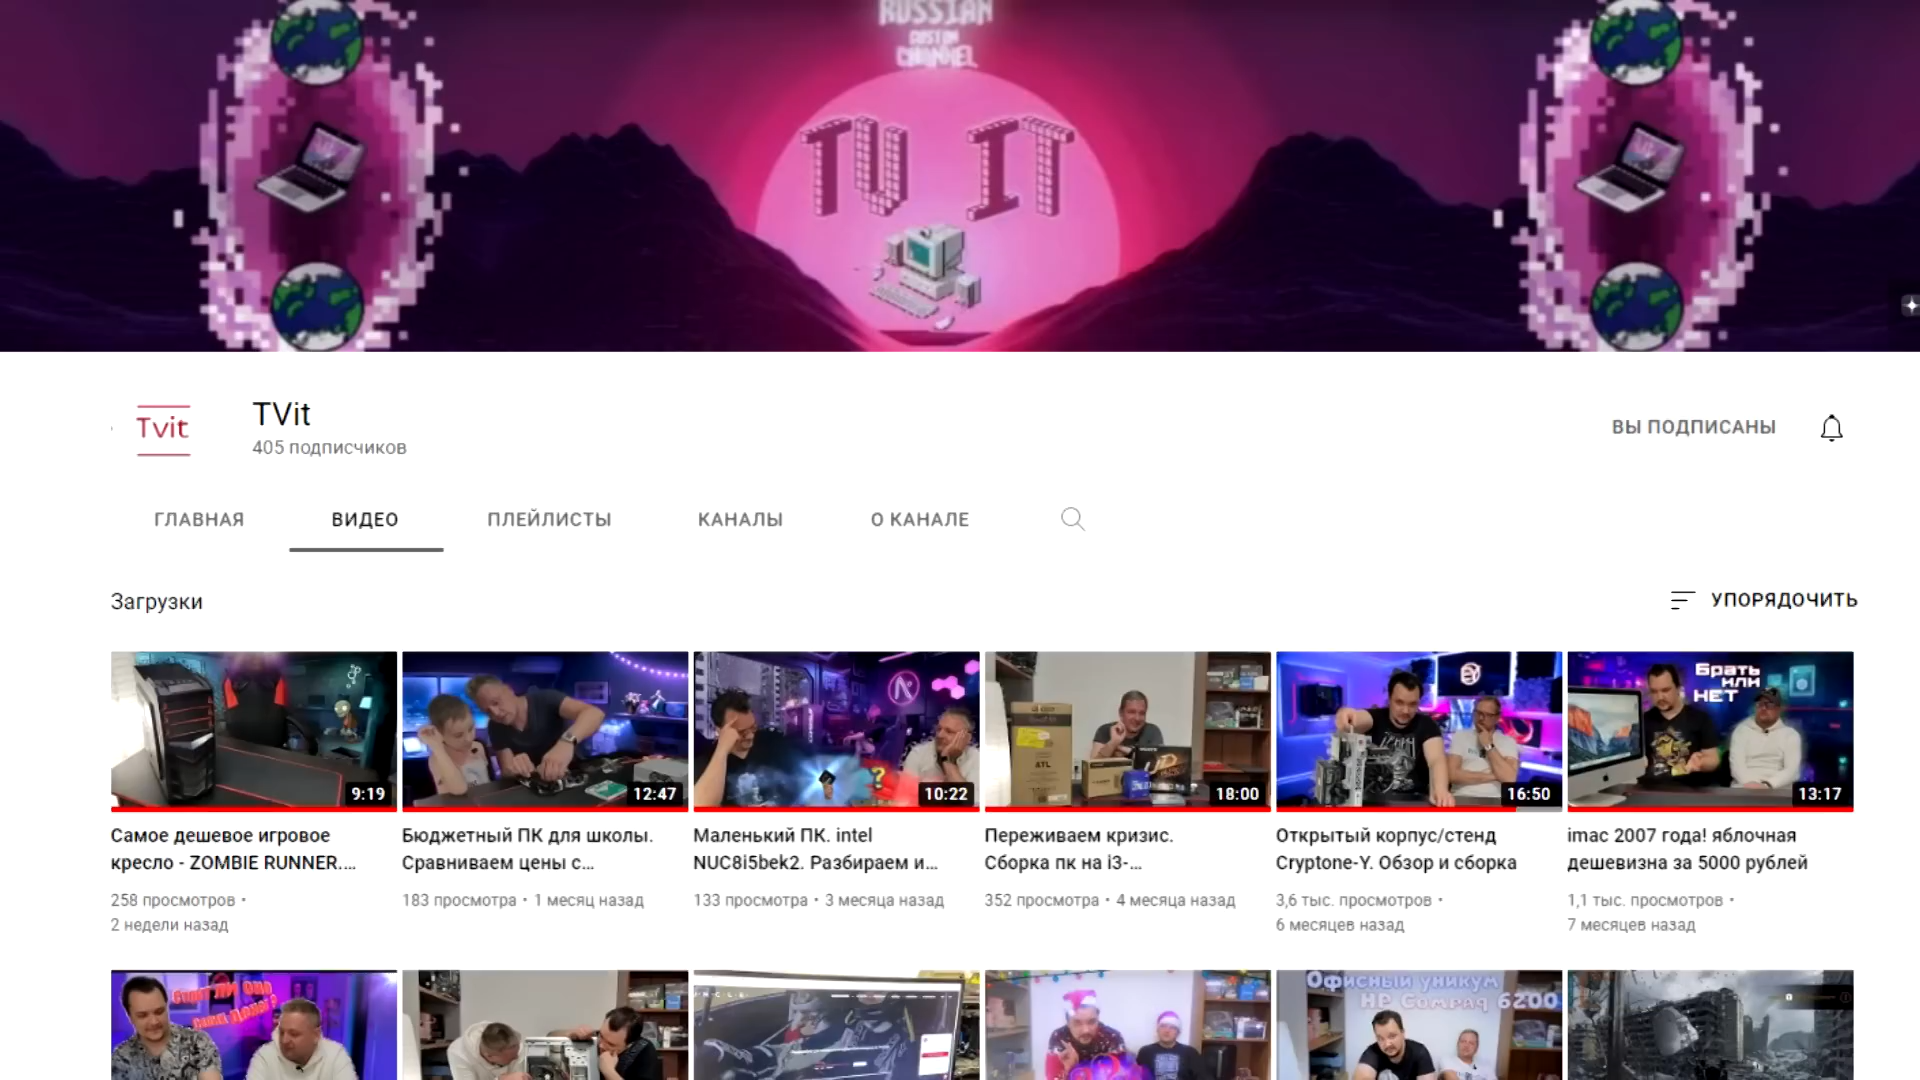 RUSSIAN
CUSTOM
CHANNEL
TV IT
Tvit
TVit
405 подписчиков
ВЫ ПОДПИСАНЫ
ГЛАВНАЯ
ВИДЕО
ПЛЕЙЛИСТЫ
КАНАЛЫ
О КАНАЛЕ
Загрузки
УПОРЯДОЧИТЬ
9:19
Самое дешевое игровое
кресло - ZOMBIE RUNNER....
258 просмотров •
2 недели назад
12:47
Бюджетный ПК для школы.
Сравниваем цены с...
183 просмотра • 1 месяц назад
10:22
Маленький ПК. intel
NUC8i5bek2. Разбираем и...
133 просмотра • 3 месяца назад
18:00
Переживаем кризис.
Сборка пк на i3-...
352 просмотра • 4 месяца назад
16:50
Открытый корпус/стенд
Cryptone-Y. Обзор и сборка
3,6 тыс. просмотров •
6 месяцев назад
Брать
или
НЕТ
13:17
imac 2007 года! яблочная
дешевизна за 5000 рублей
1,1 тыс. просмотров •
7 месяцев назад
Офисный уникум
HP Compaq 6200